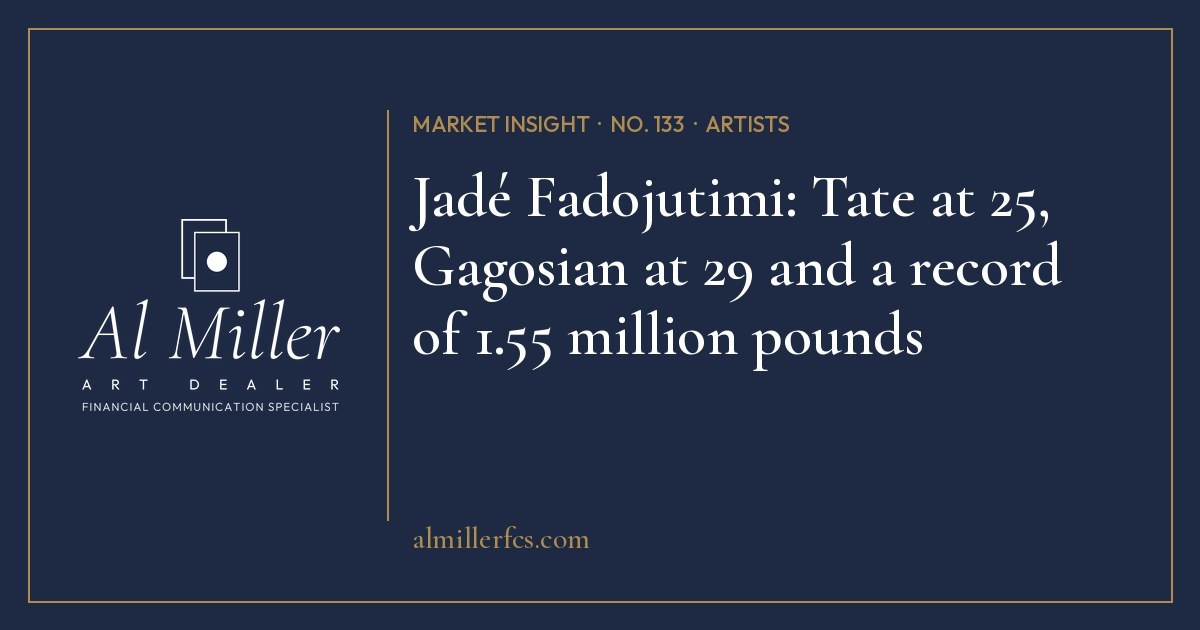 MARKET INSIGHT · NO. 133 · ARTISTS
Jadé Fadojutimi: Tate at 25,
Gagosian at 29 and a record
of 1.55 million pounds
Al Miller
ART DEALER
FINANCIAL COMMUNICATION SPECIALIST
almillerfcs.com